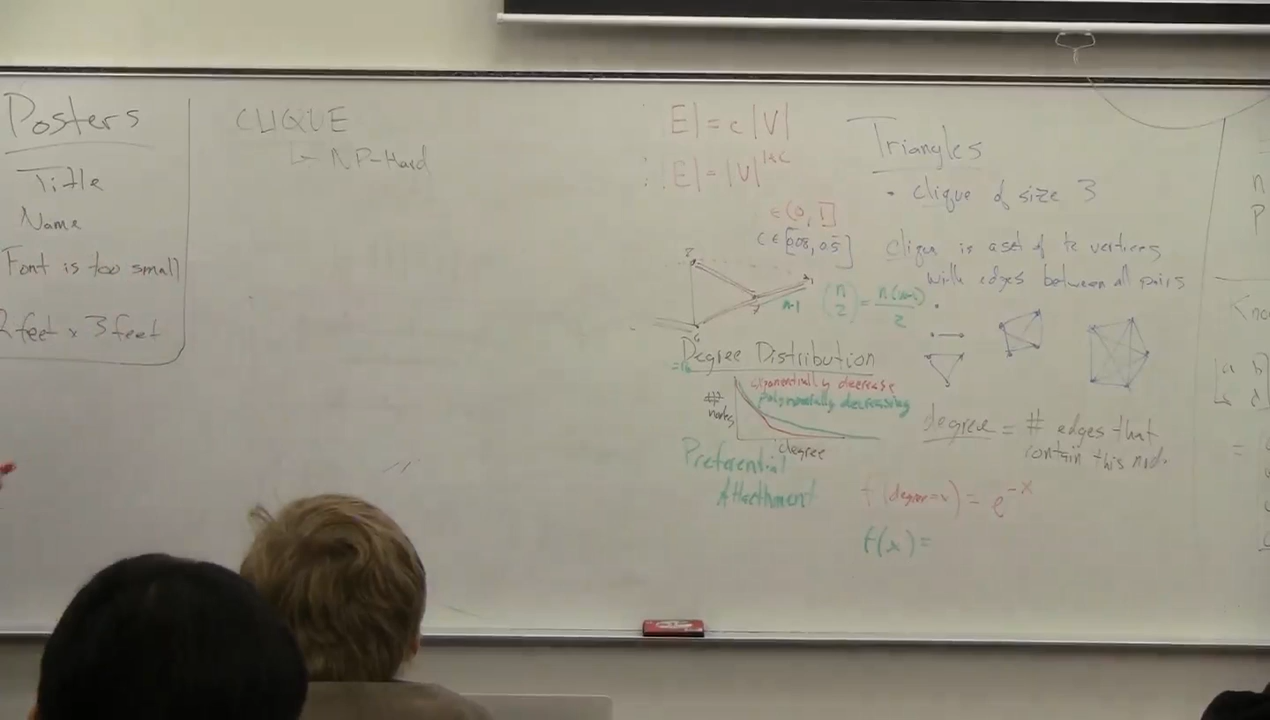 Posters
Title
Name
Font is too small
2 feet x 3 feet
CLIQUE
↳ NP-Hard
|E| = c|V|
|E| = |V|^{1+c}
∈ (0, 1]
c ∈ [0.08, 0.5]
n-1 (n 2) = n(n-1)/2
Degree Distribution
exponentially decrease
polynomially decreasing
# nodes
degree
Preferential
Attacthment
Triangles
• clique of size 3
clique is a set of k vertices
with edges between all pairs
degree = # edges that
contain this node
f(degree=x) = e^{-x}
f(x) =
n
P
Know
a b
=